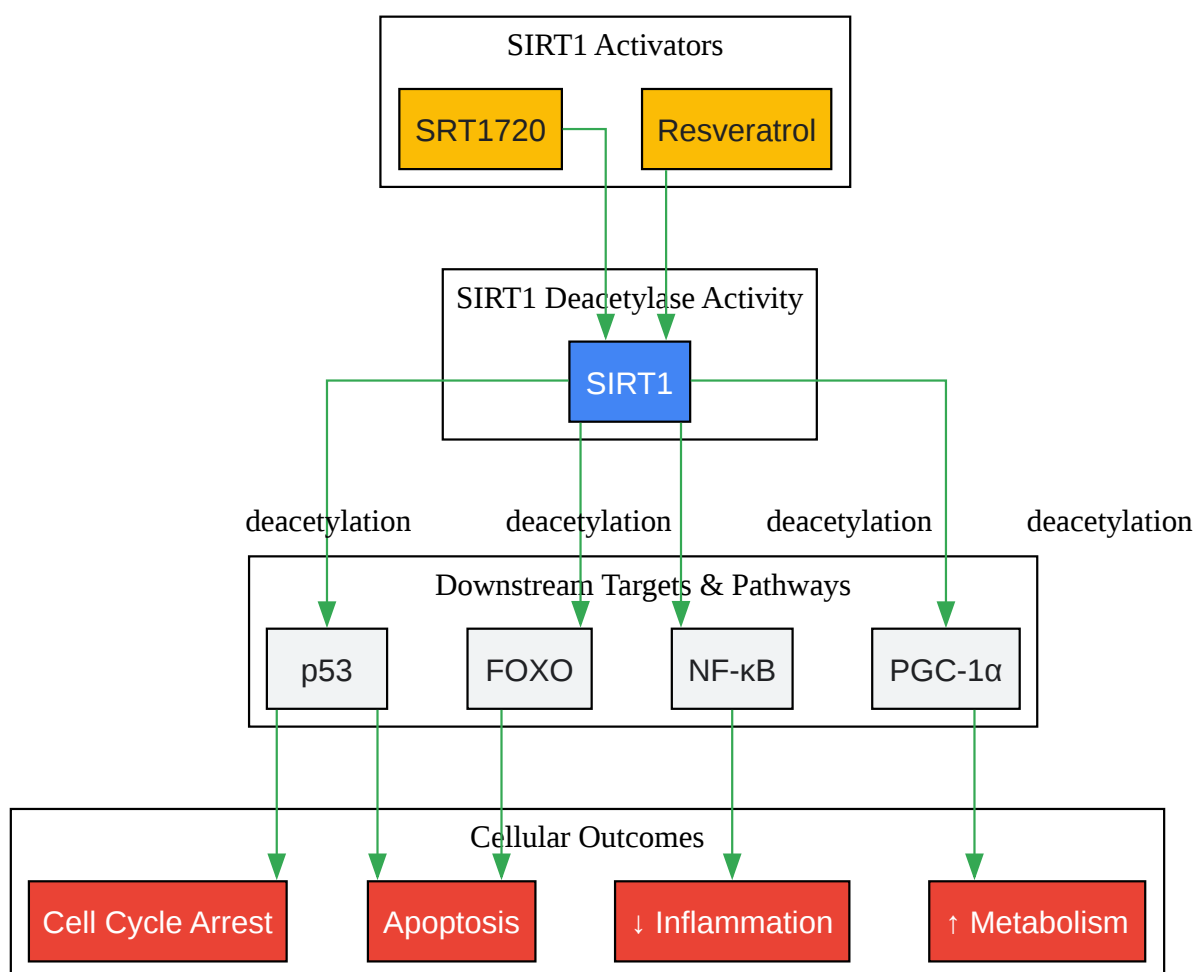 SIRT1 Activators
SRT1720
Resveratrol
SIRT1 Deacetylase Activity
SIRT1
deacetylation
deacetylation
deacetylation
deacetylation
Downstream Targets & Pathways
p53
FOXO
NF-κB
PGC-1α
Cellular Outcomes
Cell Cycle Arrest
Apoptosis
↓ Inflammation
↑ Metabolism